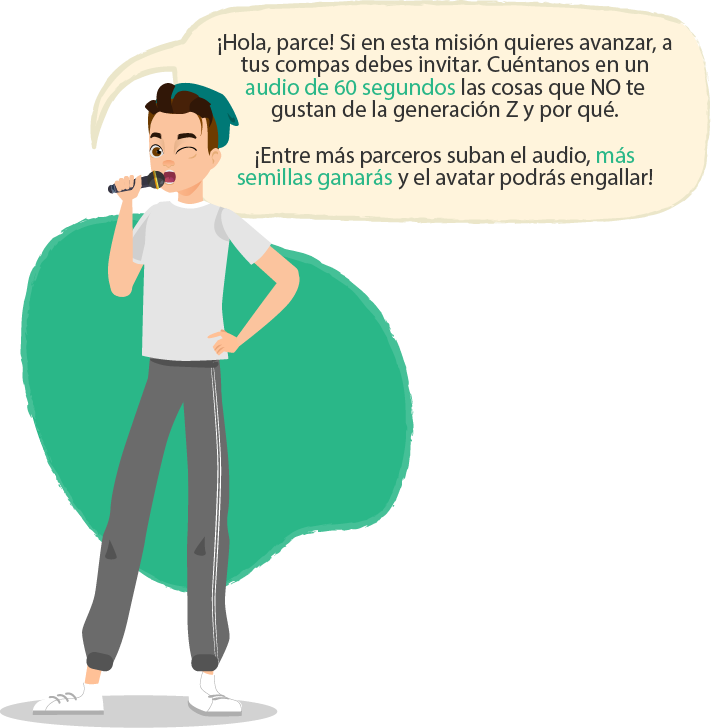 ¡Hola, parce! Si en esta misión quieres avanzar, a
tus compas debes invitar. Cuéntanos en un
audio de 60 segundos las cosas que NO te
gustan de la generación Z y por qué.
¡Entre más parceros suban el audio, más
semillas ganarás y el avatar podrás engallar!